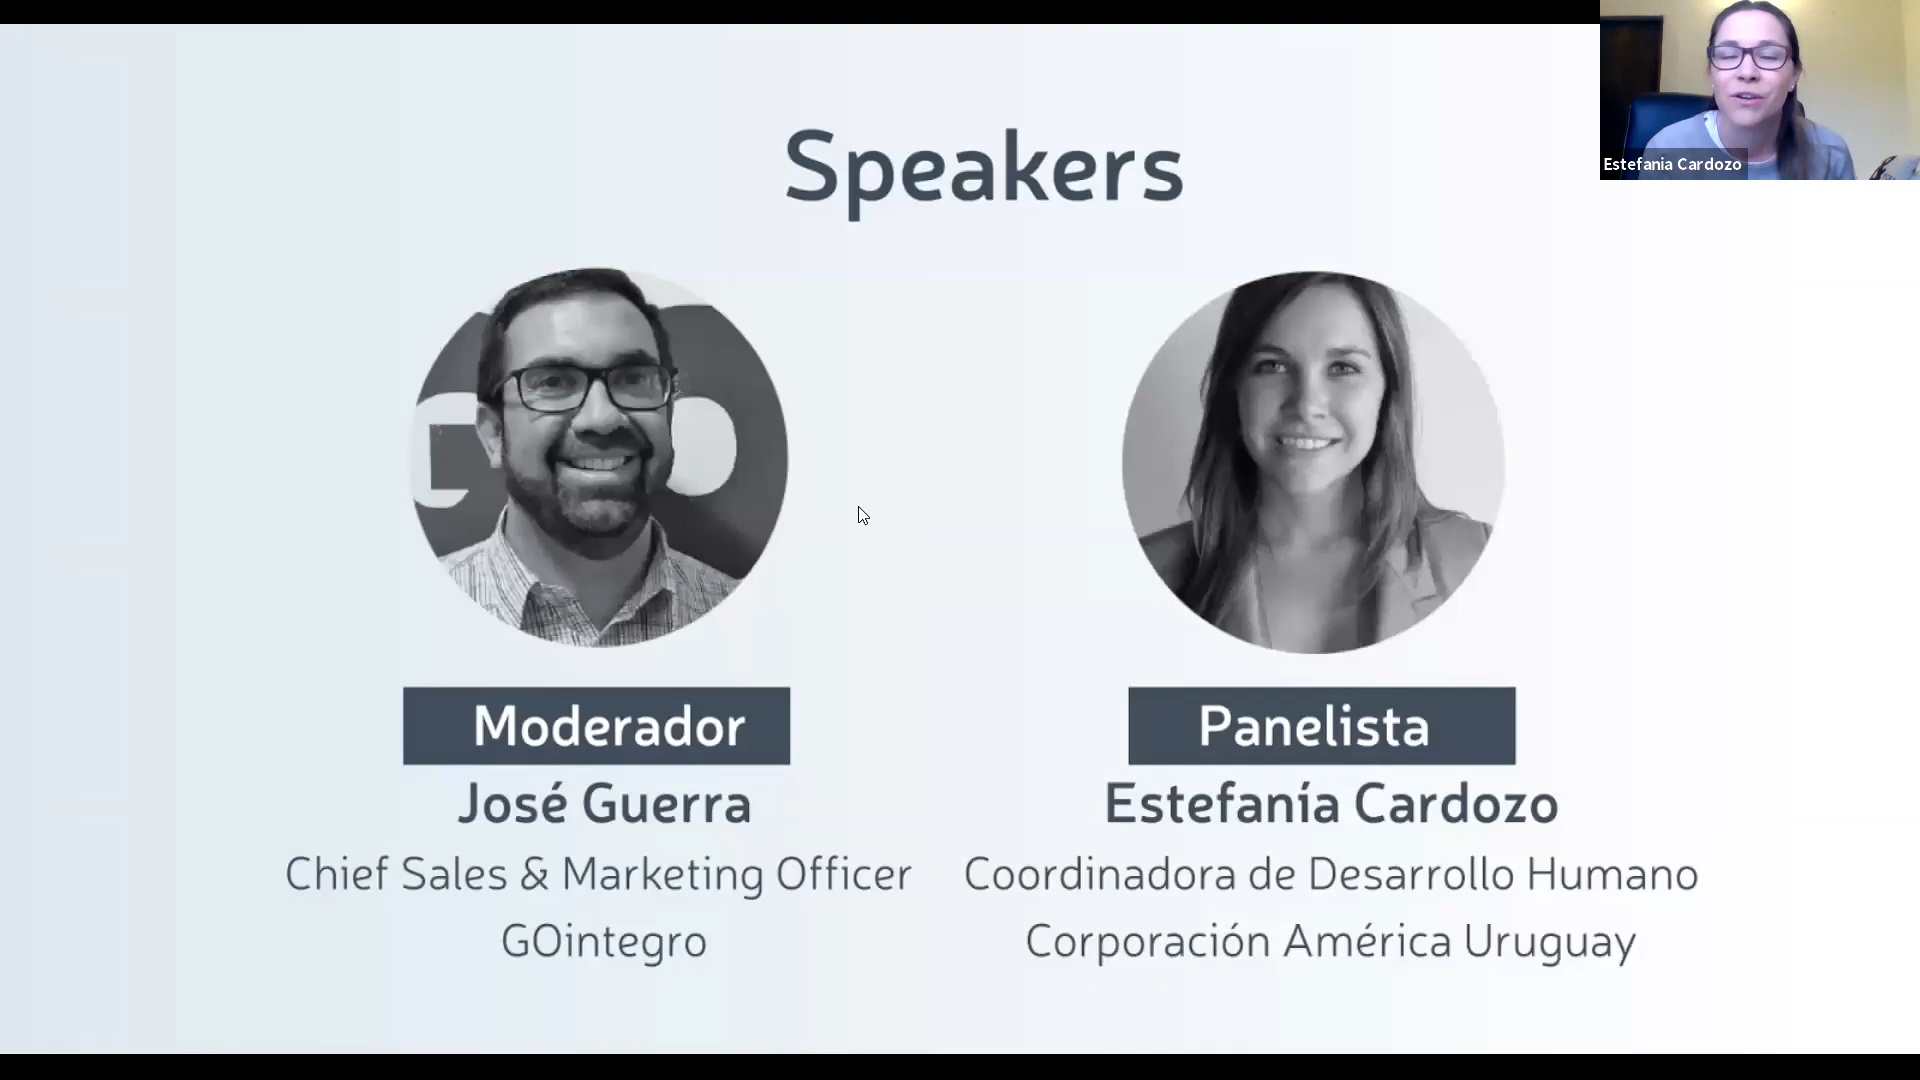 Speakers
Estefania Cardozo
GO
Moderador
Panelista
José Guerra
Estefanía Cardozo
Chief Sales & Marketing Officer
Coordinadora de Desarrollo Humano
GOintegro
Corporación América Uruguay